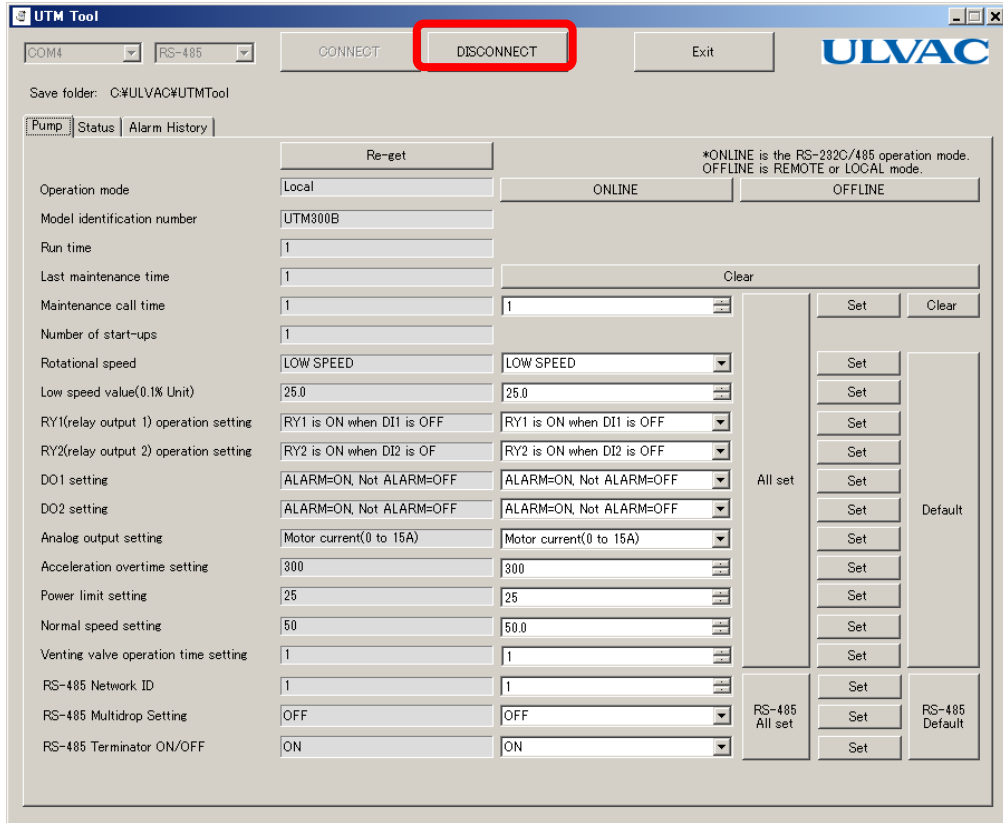 UTM Tool
COM4 RS-485 CONNECT DISCONNECT Exit ULVAC
Save folder: C:¥ULVAC¥UTMTool
Pump Status Alarm History
Re-get *ONLINE is the RS-232C/485 operation mode.
OFFLINE is REMOTE or LOCAL mode.
Operation mode Local ONLINE OFFLINE
Model identification number UTM300B
Run time 1
Last maintenance time 1 Clear
Maintenance call time 1 1 Set Clear
Number of start-ups 1
Rotational speed LOW SPEED LOW SPEED Set
Low speed value(0.1% Unit) 25.0 25.0 Set
RY1(relay output 1) operation setting RY1 is ON when DI1 is OFF RY1 is ON when DI1 is OFF Set
RY2(relay output 2) operation setting RY2 is ON when DI2 is OF RY2 is ON when DI2 is OFF Set
DO1 setting ALARM=ON, Not ALARM=OFF ALARM=ON, Not ALARM=OFF All set Set
DO2 setting ALARM=ON, Not ALARM=OFF ALARM=ON, Not ALARM=OFF Set Default
Analog output setting Motor current(0 to 15A) Motor current(0 to 15A) Set
Acceleration overtime setting 300 300 Set
Power limit setting 25 25 Set
Normal speed setting 50 50.0 Set
Venting valve operation time setting 1 1 Set
RS-485 Network ID 1 1 Set
RS-485 Multidrop Setting OFF OFF RS-485 All set Set RS-485 Default
RS-485 Terminator ON/OFF ON ON Set